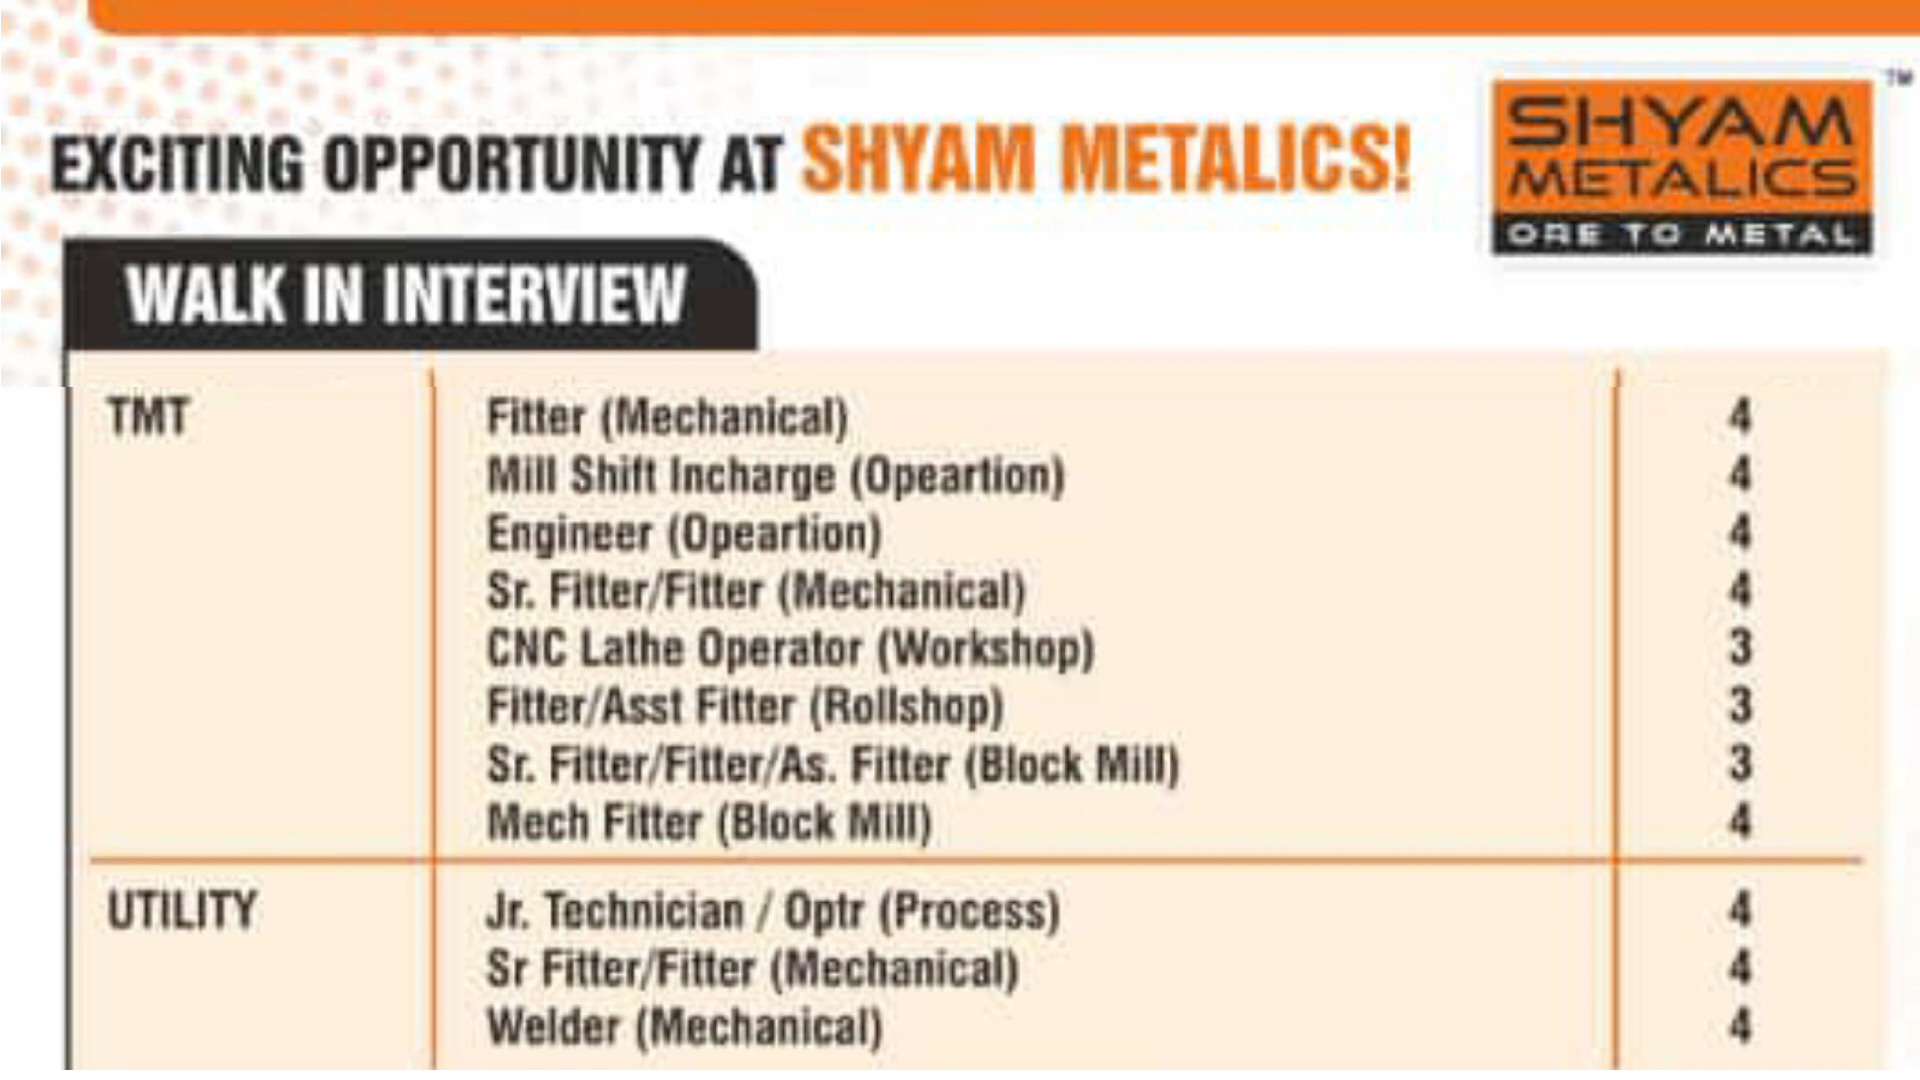 EXCITING OPPORTUNITY AT SHYAM METALICS!
SHYAM
METALICS
ORE TO METAL
TM
WALK IN INTERVIEW
TMT Fitter (Mechanical) 4
Mill Shift Incharge (Opeartion) 4
Engineer (Opeartion) 4
Sr. Fitter/Fitter (Mechanical) 4
CNC Lathe Operator (Workshop) 3
Fitter/Asst Fitter (Rollshop) 3
Sr. Fitter/Fitter/As. Fitter (Block Mill) 3
Mech Fitter (Block Mill) 4
UTILITY Jr. Technician / Optr (Process) 4
Sr Fitter/Fitter (Mechanical) 4
Welder (Mechanical) 4